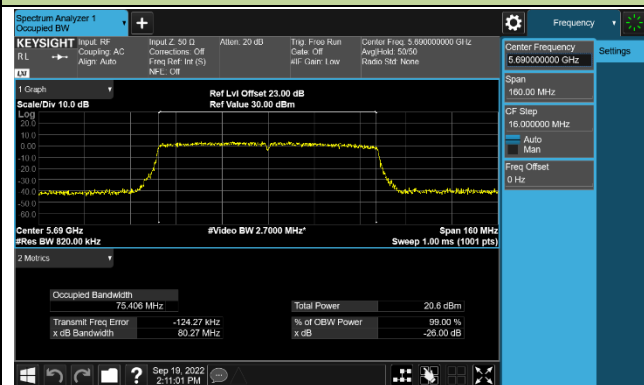 Spectrum Analyzer 1
Occupied BW
Frequency
KEYSIGHT
RL
LXI
Input: RF
Coupling: AC
Align: Auto
Input Z: 50 Ω
Corrections: Off
Freq Ref: Int (S)
NFE: Off
Atten: 20 dB
Trig: Free Run
Gate: Off
#IF Gain: Low
Center Freq: 5.690000000 GHz
Avg|Hold: 50/50
Radio Std: None
Center Frequency
5.690000000 GHz
Settings
Span
160.00 MHz
CF Step
16.000000 MHz
Auto
Man
Freq Offset
0 Hz
1 Graph
Scale/Div 10.0 dB
Ref Lvl Offset 23.00 dB
Ref Value 30.00 dBm
Log
20.0
10.0
0.00
-10.0
-20.0
-30.0
-40.0
-50.0
-60.0
Center 5.69 GHz
#Res BW 820.00 kHz
#Video BW 2.7000 MHz*
Span 160 MHz
Sweep 1.00 ms (1001 pts)
2 Metrics
Occupied Bandwidth
75.406 MHz
Total Power 20.6 dBm
Transmit Freq Error -124.27 kHz
% of OBW Power 99.00 %
x dB Bandwidth 80.27 MHz
x dB -26.00 dB
?
Sep 19, 2022
2:11:01 PM